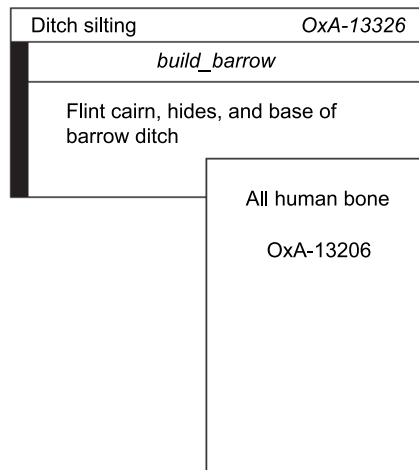 Ditch silting OxA-13326
build_barrow
Flint cairn, hides, and base of
barrow ditch
All human bone
OxA-13206